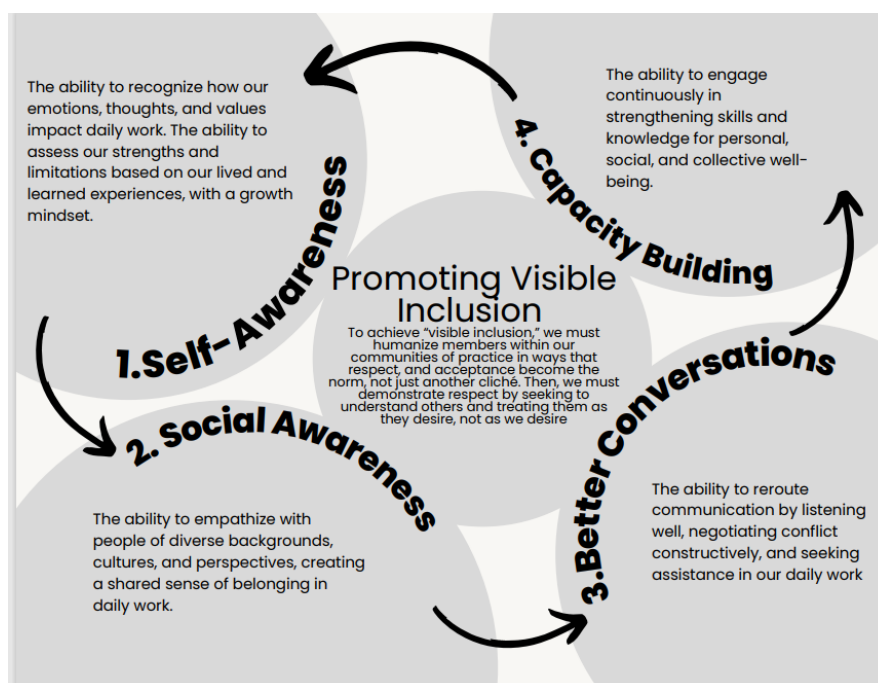 The ability to recognize how our
emotions, thoughts, and values
impact daily work. The ability to
assess our strengths and
limitations based on our lived and
learned experiences, with a growth
mindset.
1.Self-Awareness
2. Social Awareness
The ability to empathize with
people of diverse backgrounds,
cultures, and perspectives, creating
a shared sense of belonging in
daily work.
Promoting Visible
Inclusion
To achieve “visible inclusion,” we must
humanize members within our
communities of practice in ways that
respect, and acceptance become the
norm, not just another cliché. Then, we must
demonstrate respect by seeking to
understand others and treating them as
they desire, not as we desire
3.Better Conversations
The ability to reroute
communication by listening
well, negotiating conflict
constructively, and seeking
assistance in our daily work
4. Capacity Building
The ability to engage
continuously in
strengthening skills and
knowledge for personal,
social, and collective well-
being.